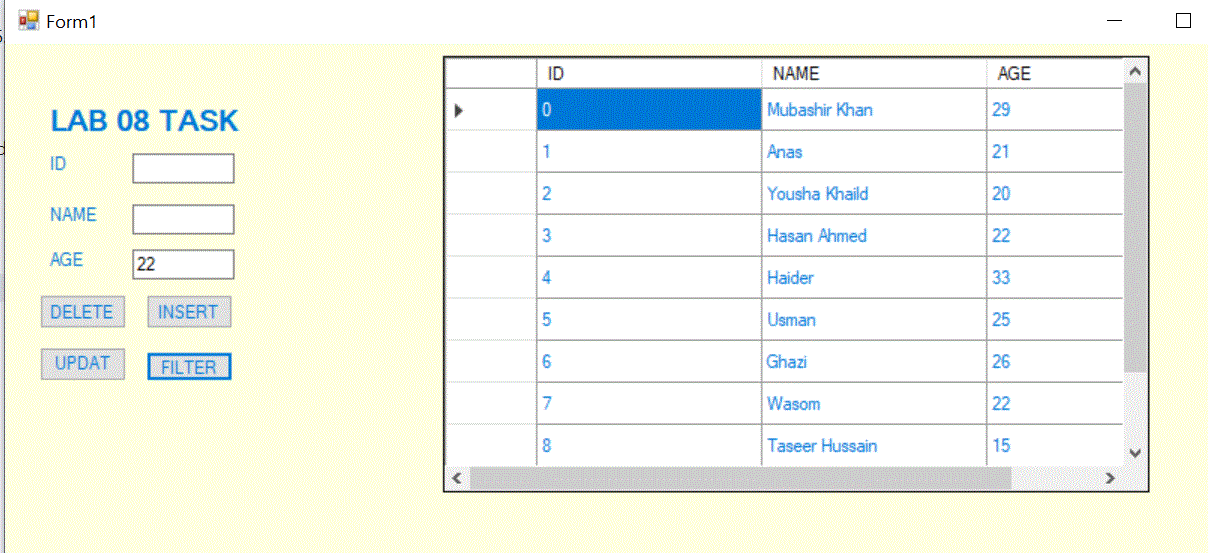 Form1
LAB 08 TASK
ID
NAME
AGE 22
DELETE INSERT
UPDAT FILTER
ID NAME AGE
0 Mubashir Khan 29
1 Anas 21
2 Yousha Khaild 20
3 Hasan Ahmed 22
4 Haider 33
5 Usman 25
6 Ghazi 26
7 Wasom 22
8 Taseer Hussain 15